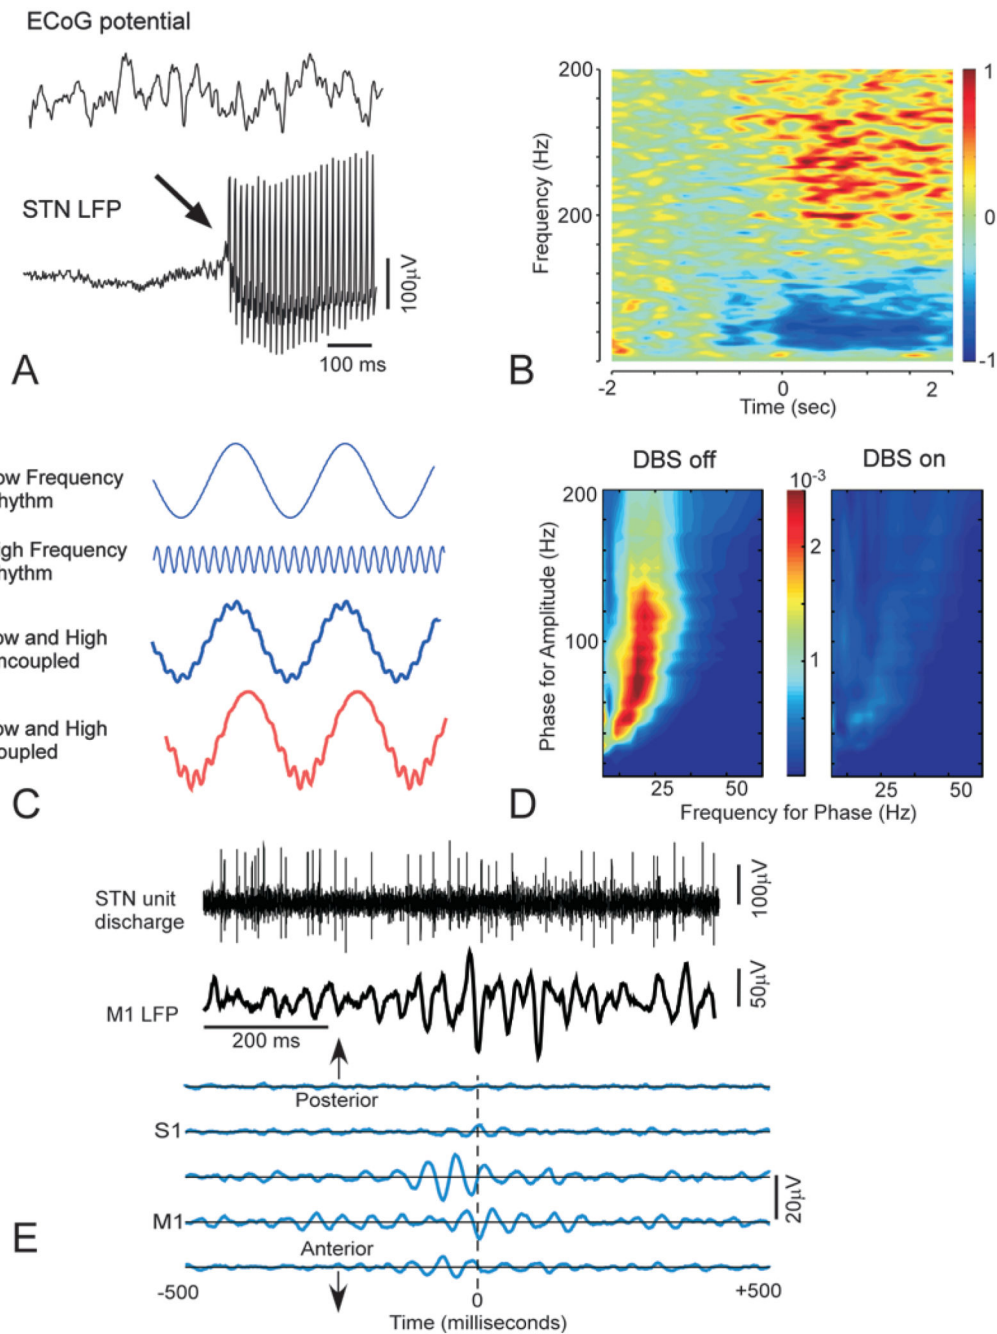 ECoG potential
STN LFP
100µV
100 ms
A
200
200
Frequency (Hz)
-2
0
2
Time (sec)
1
0
-1
B
ow Frequency
hythm
igh Frequency
hythm
ow and High
ncoupled
ow and High
oupled
C
DBS off
DBS on
200
100
Phase for Amplitude (Hz)
10-3
2
1
25
50
25
50
Frequency for Phase (Hz)
D
STN unit
discharge
100µV
M1 LFP
50µV
200 ms
Posterior
S1
20µV
M1
Anterior
E
-500
0
+500
Time (milliseconds)